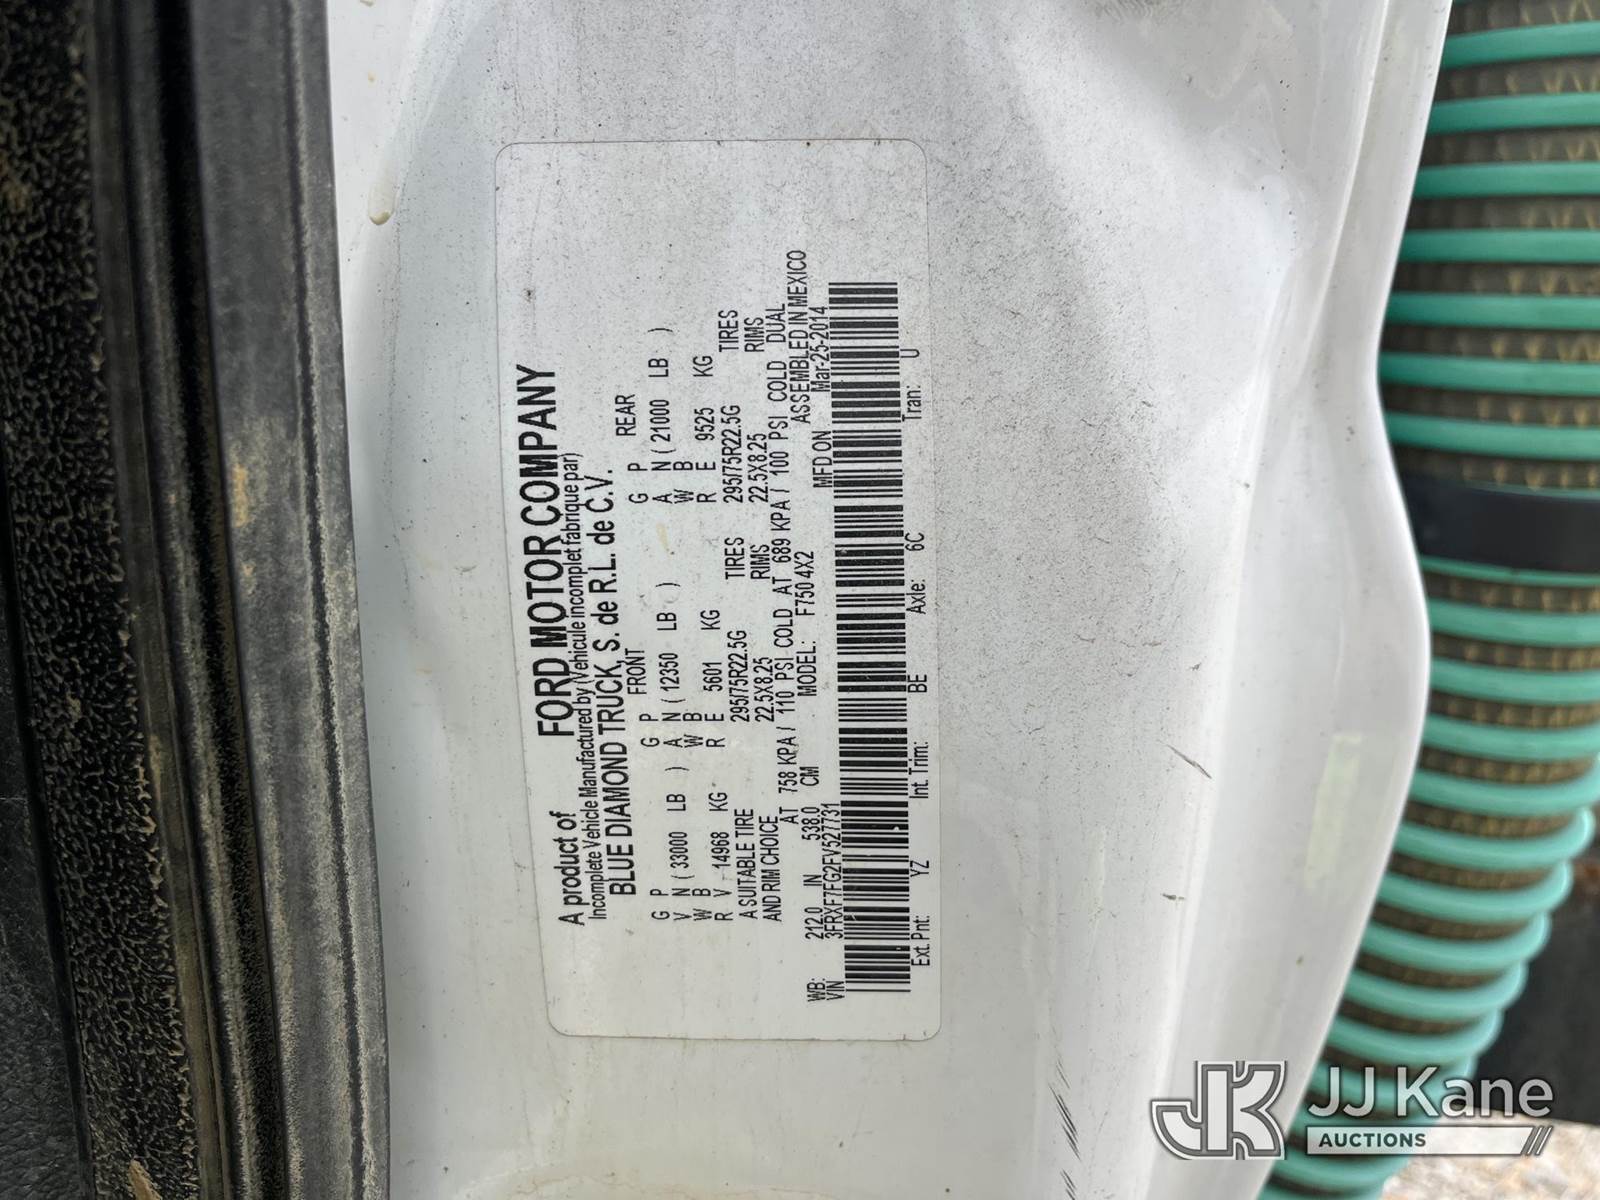 A product of FORD MOTOR COMPANY
Incomplete Vehicle Manufactured by (Vehicule incomplet fabrique par)
BLUE DIAMOND TRUCK, S. de R.L. de C.V.
FRONT REAR
G P G P G P
V N ( 33000 LB ) A N ( 12350 LB ) A N ( 21000 LB )
W B W B W B
R V 14968 KG R E 5601 KG R E 9525 KG
A SUITABLE TIRE 295/75R22.5G TIRES 295/75R22.5G TIRES
AND RIM CHOICE 22.5X8.25 RIMS 22.5X8.25 RIMS
AT 758 KPA / 110 PSI COLD AT 689 KPA / 100 PSI COLD DUAL
ASSEMBLED IN MEXICO
WB: 212.0 IN 538.0 CM MODEL: F750 4X2 MFD ON Mar-25-2014
VIN 3FRXF7FG2FV527731
Ext. Pnt: YZ Int. Trim: BE Axle: 6C Tran: U
JK JJ Kane
AUCTIONS